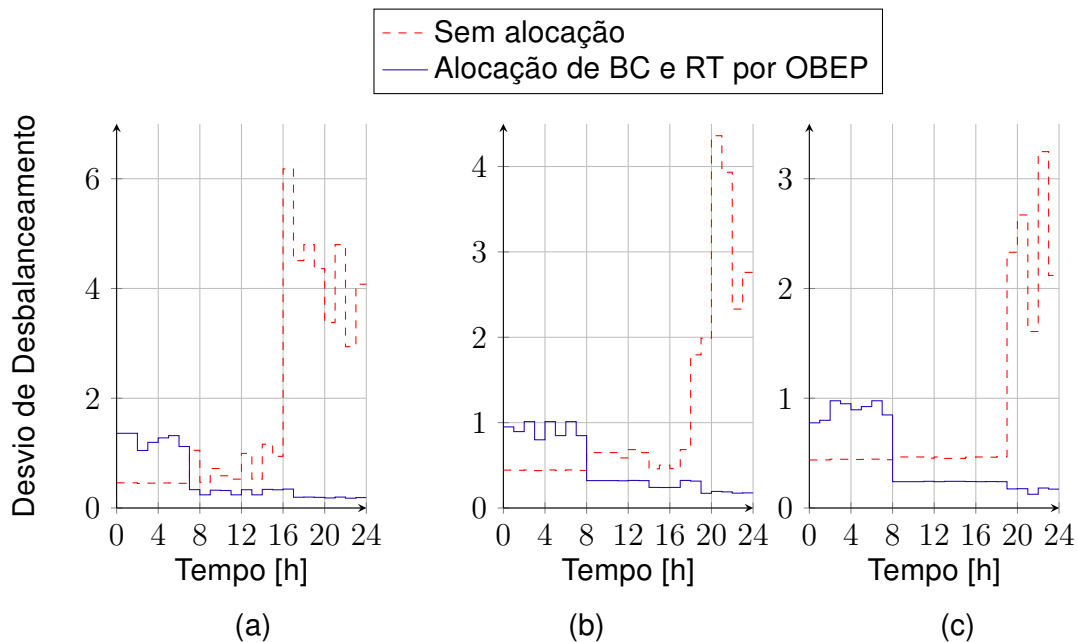 Sem alocação
Alocação de BC e RT por OBEP
Desvio de Desbalanceamento
6
4
2
0
0 4 8 12 16 20 24
Tempo [h]
(a)
4
3
2
1
0
0 4 8 12 16 20 24
Tempo [h]
(b)
3
2
1
0
0 4 8 12 16 20 24
Tempo [h]
(c)